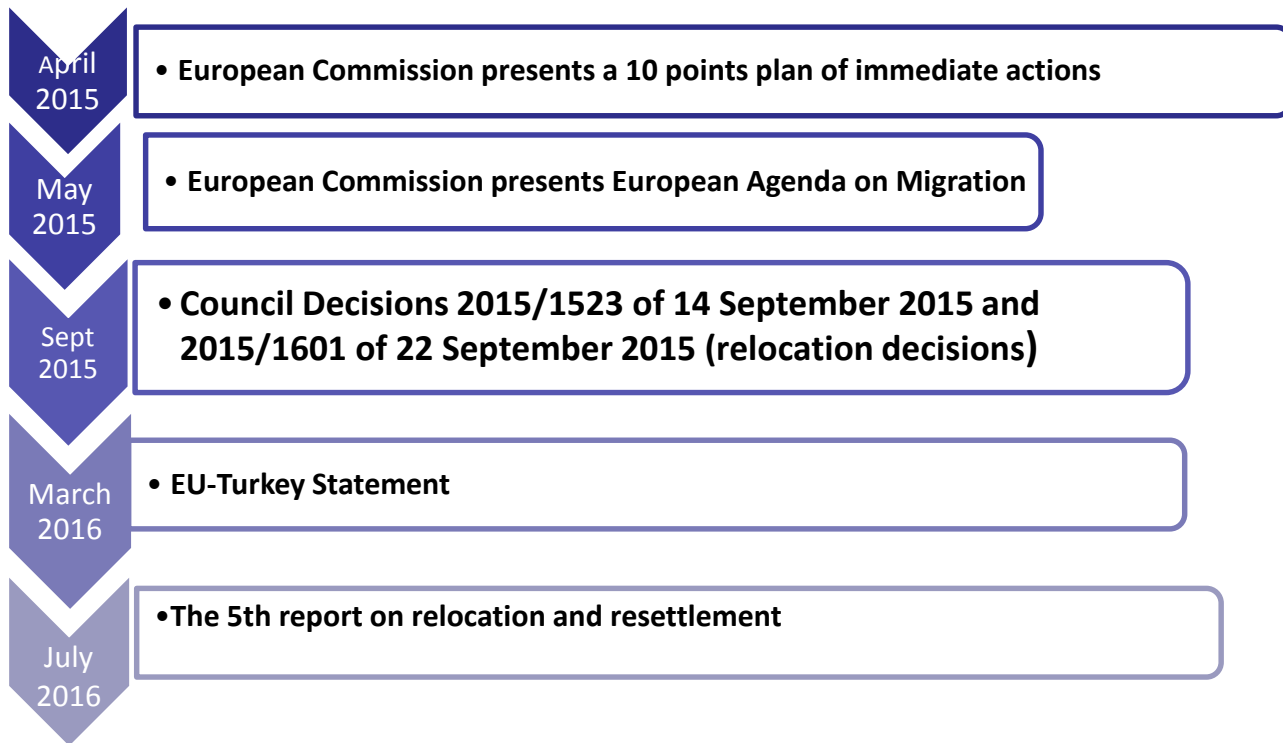 April
2015
• European Commission presents a 10 points plan of immediate actions
May
2015
• European Commission presents European Agenda on Migration
Sept
2015
• Council Decisions 2015/1523 of 14 September 2015 and
2015/1601 of 22 September 2015 (relocation decisions)
March
2016
• EU-Turkey Statement
July
2016
•The 5th report on relocation and resettlement